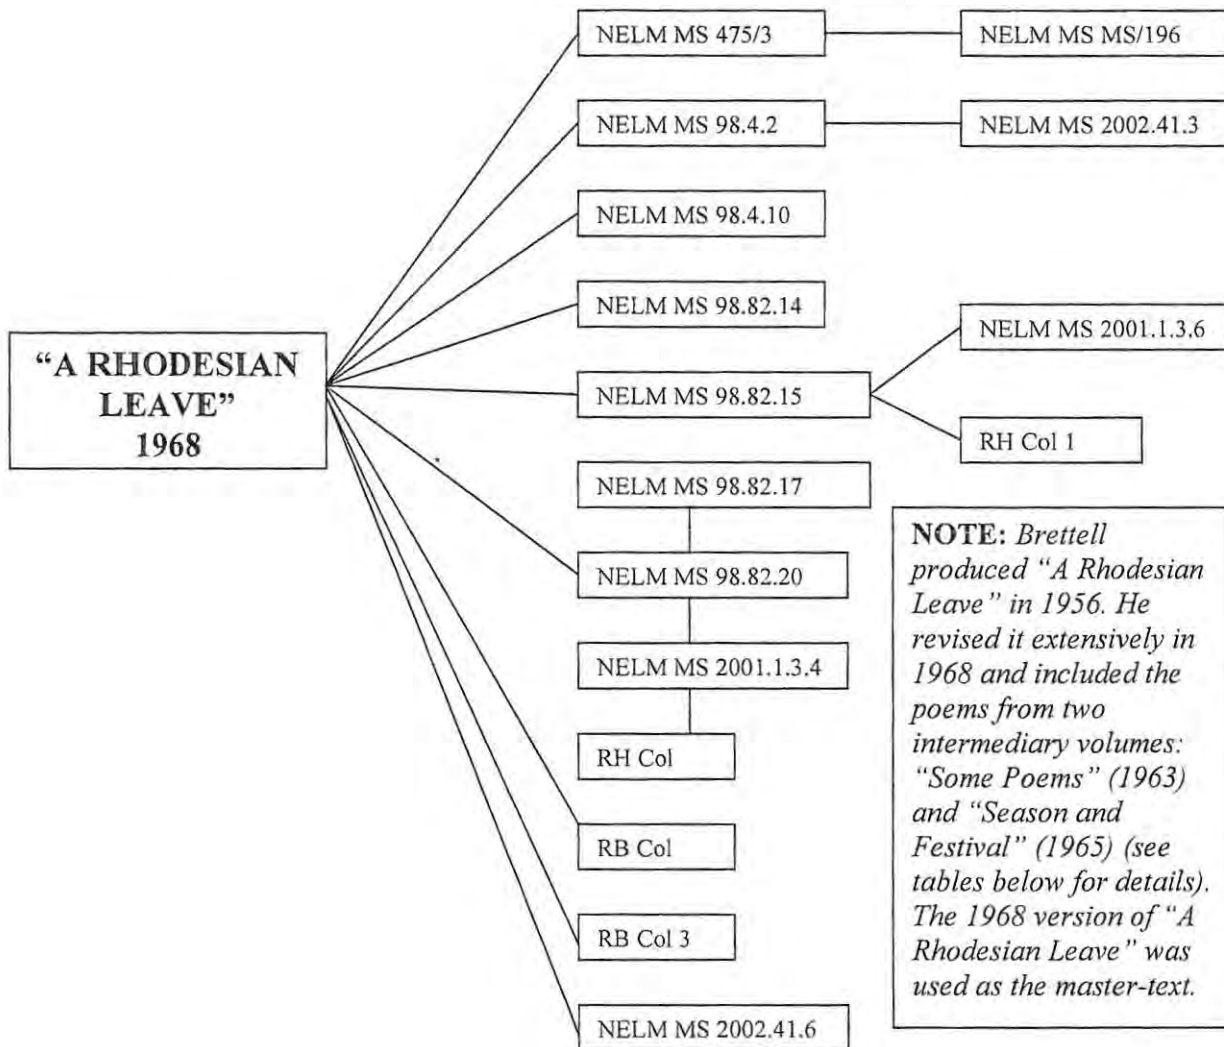 NELM MS 475/3
NELM MS MS/196
NELM MS 98.4.2
NELM MS 2002.41.3
NELM MS 98.4.10
NELM MS 98.82.14
NELM MS 2001.1.3.6
“A RHODESIAN
LEAVE”
1968
NELM MS 98.82.15
RH Col 1
NELM MS 98.82.17
NELM MS 98.82.20
NELM MS 2001.1.3.4
RH Col
RB Col
RB Col 3
NELM MS 2002.41.6
NOTE: Brettell
produced “A Rhodesian
Leave” in 1956. He
revised it extensively in
1968 and included the
poems from two
intermediary volumes:
“Some Poems” (1963)
and “Season and
Festival” (1965) (see
tables below for details).
The 1968 version of “A
Rhodesian Leave” was
used as the master-text.